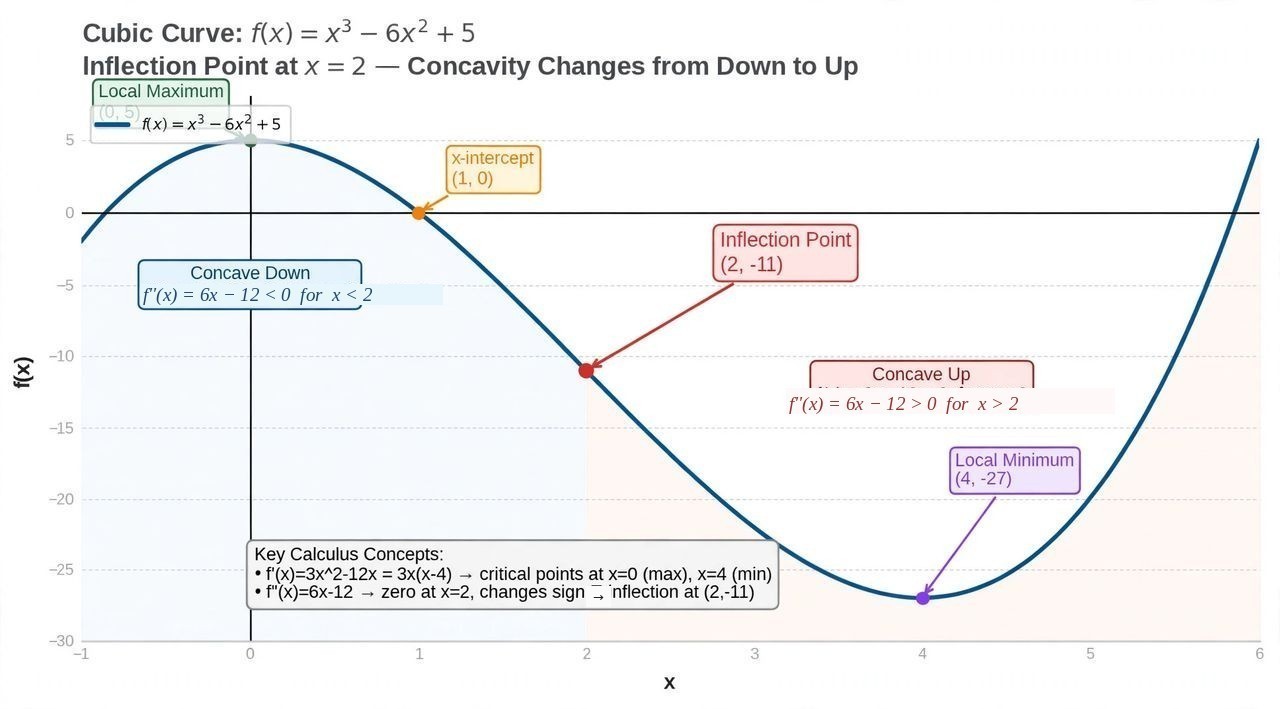 Cubic Curve: f(x) = x³ − 6x² + 5
Inflection Point at x = 2 — Concavity Changes from Down to Up
Local Maximum
(0, 5)
f(x) = x³ − 6x² + 5
x-intercept
(1, 0)
Inflection Point
(2, -11)
Concave Down
f''(x) = 6x − 12 < 0 for x < 2
Concave Up
f''(x) = 6x − 12 > 0 for x > 2
Local Minimum
(4, -27)
Key Calculus Concepts:
• f'(x)=3x^2-12x = 3x(x-4) → critical points at x=0 (max), x=4 (min)
• f''(x)=6x-12 → zero at x=2, changes sign → nflection at (2,-11)
f(x)
5
0
−5
−10
−15
−20
−25
−30
−1 0 1 2 3 4 5 6
x